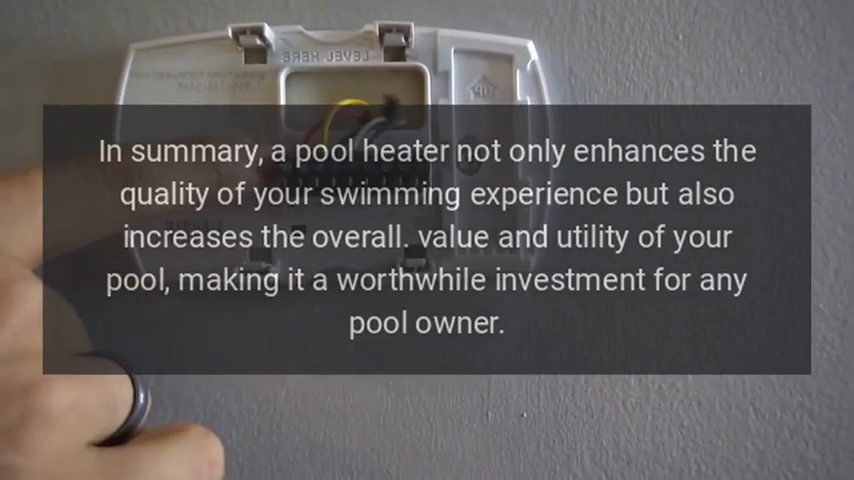 LEVEL HERE
In summary, a pool heater not only enhances the
quality of your swimming experience but also
increases the overall. value and utility of your
pool, making it a worthwhile investment for any
pool owner.